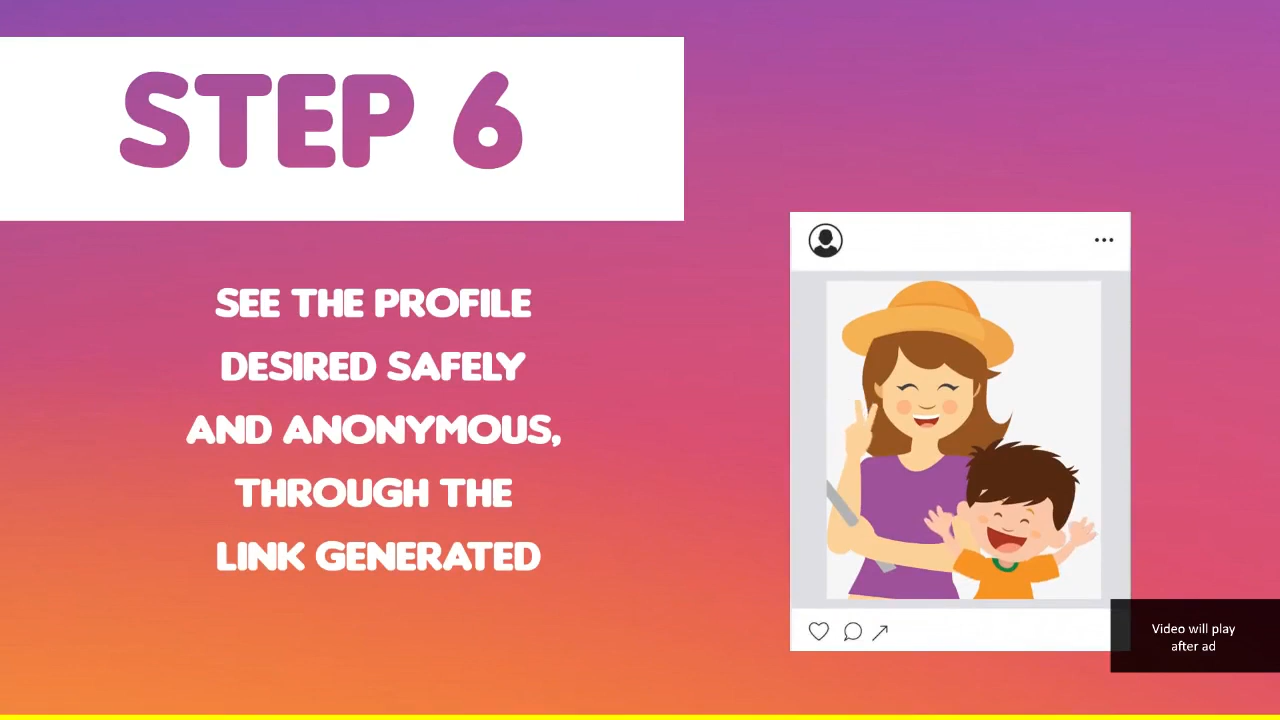 STEP 6
SEE THE PROFILE
DESIRED SAFELY
AND ANONYMOUS,
THROUGH THE
LINK GENERATED
Video will play
after ad